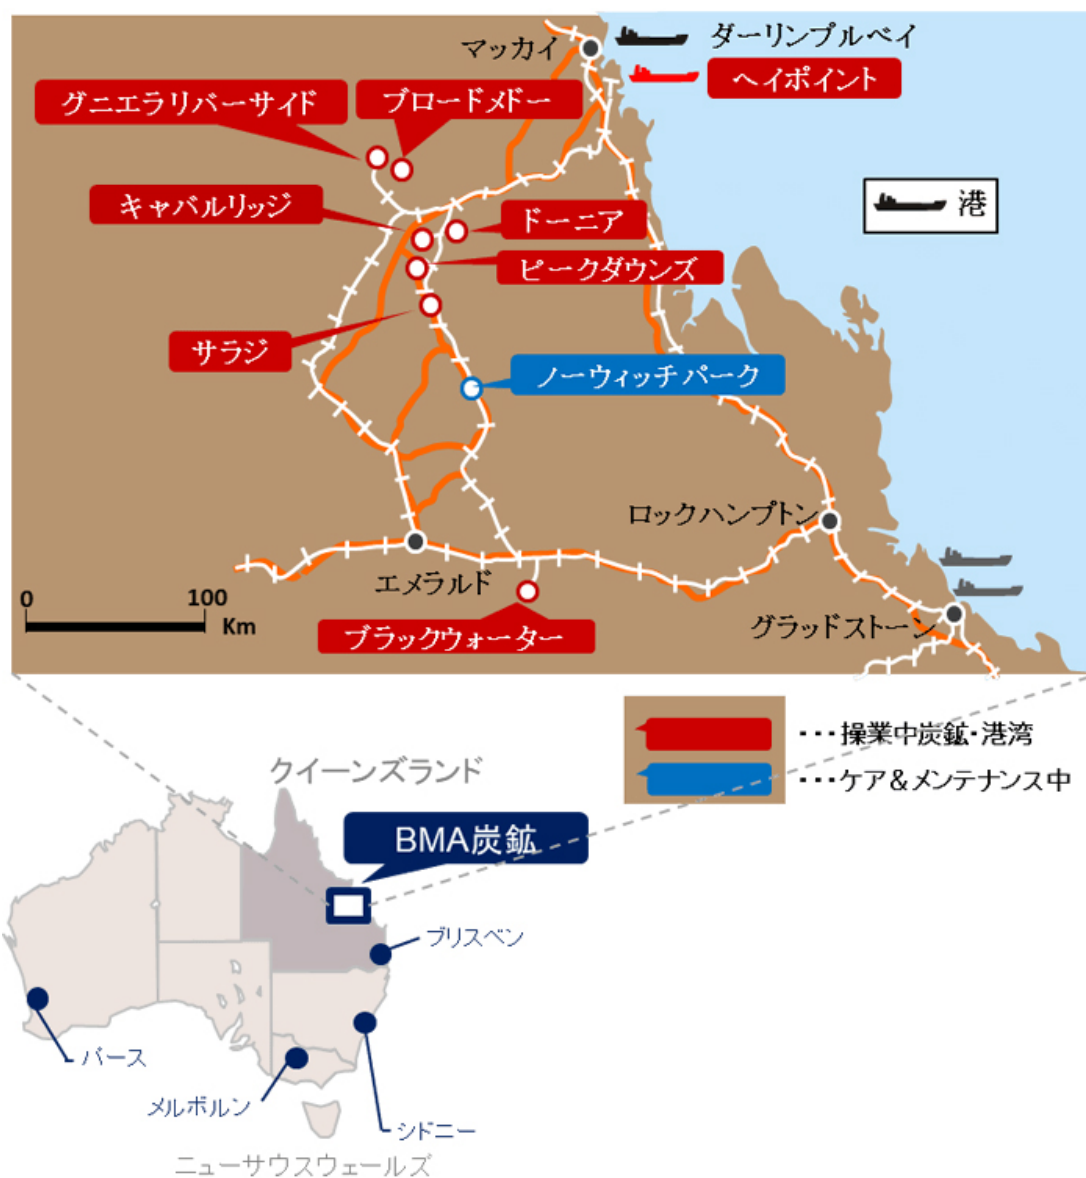 マッカイ
ダーリンプルベイ
ヘイポイント
グニエラリバーサイド
ブロードメドー
港
キャバルリッジ
ドーニア
ピークダウンズ
サラジ
ノーウィッチパーク
ロックハンプトン
エメラルド
0
100
Km
グラッドストーン
ブラックウォーター
･･･操業中炭鉱・港湾
･･･ケア&メンテナンス中
クイーンズランド
BMA炭鉱
ブリスベン
パース
メルボルン
シドニー
ニューサウスウェールズ